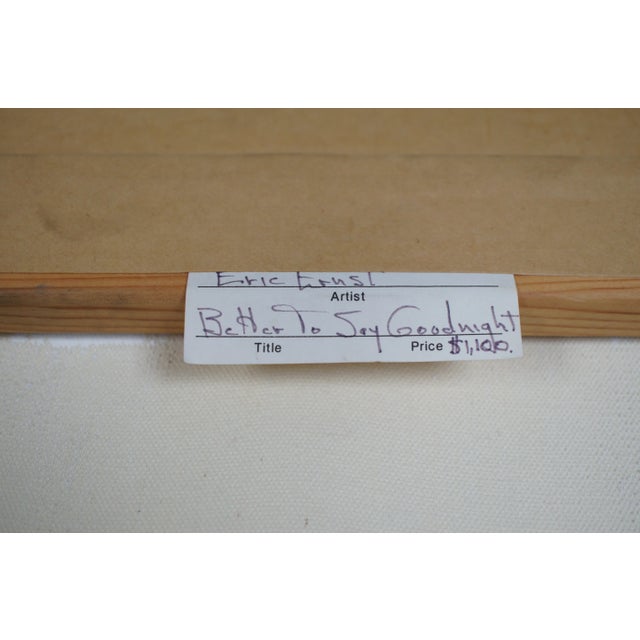 Eric Ernst
Artist
Better To Say Goodnight
Title Price $1,100.